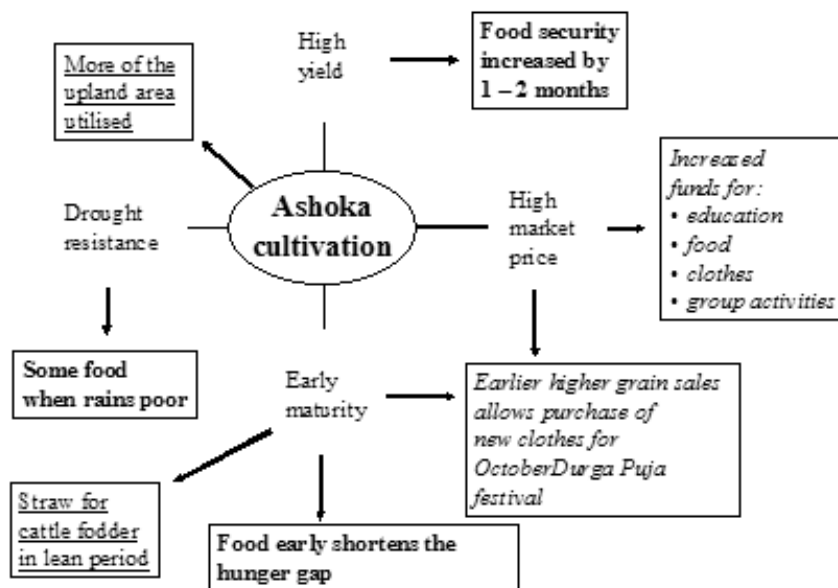 High
yield
Food security
increased by
1 – 2 months
More of the
upland area
utilised
Ashoka
cultivation
Drought
resistance
High
market
price
Increased
funds for:
• education
• food
• clothes
• group activities
Some food
when rains poor
Early
maturity
Earlier higher grain sales
allows purchase of
new clothes for
OctoberDurga Puja
festival
Straw for
cattle fodder
in lean period
Food early shortens the
hunger gap